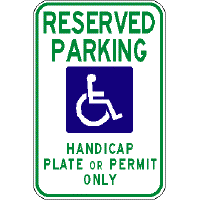 RESERVED
PARKING
HANDICAP
PLATE OR PERMIT
ONLY